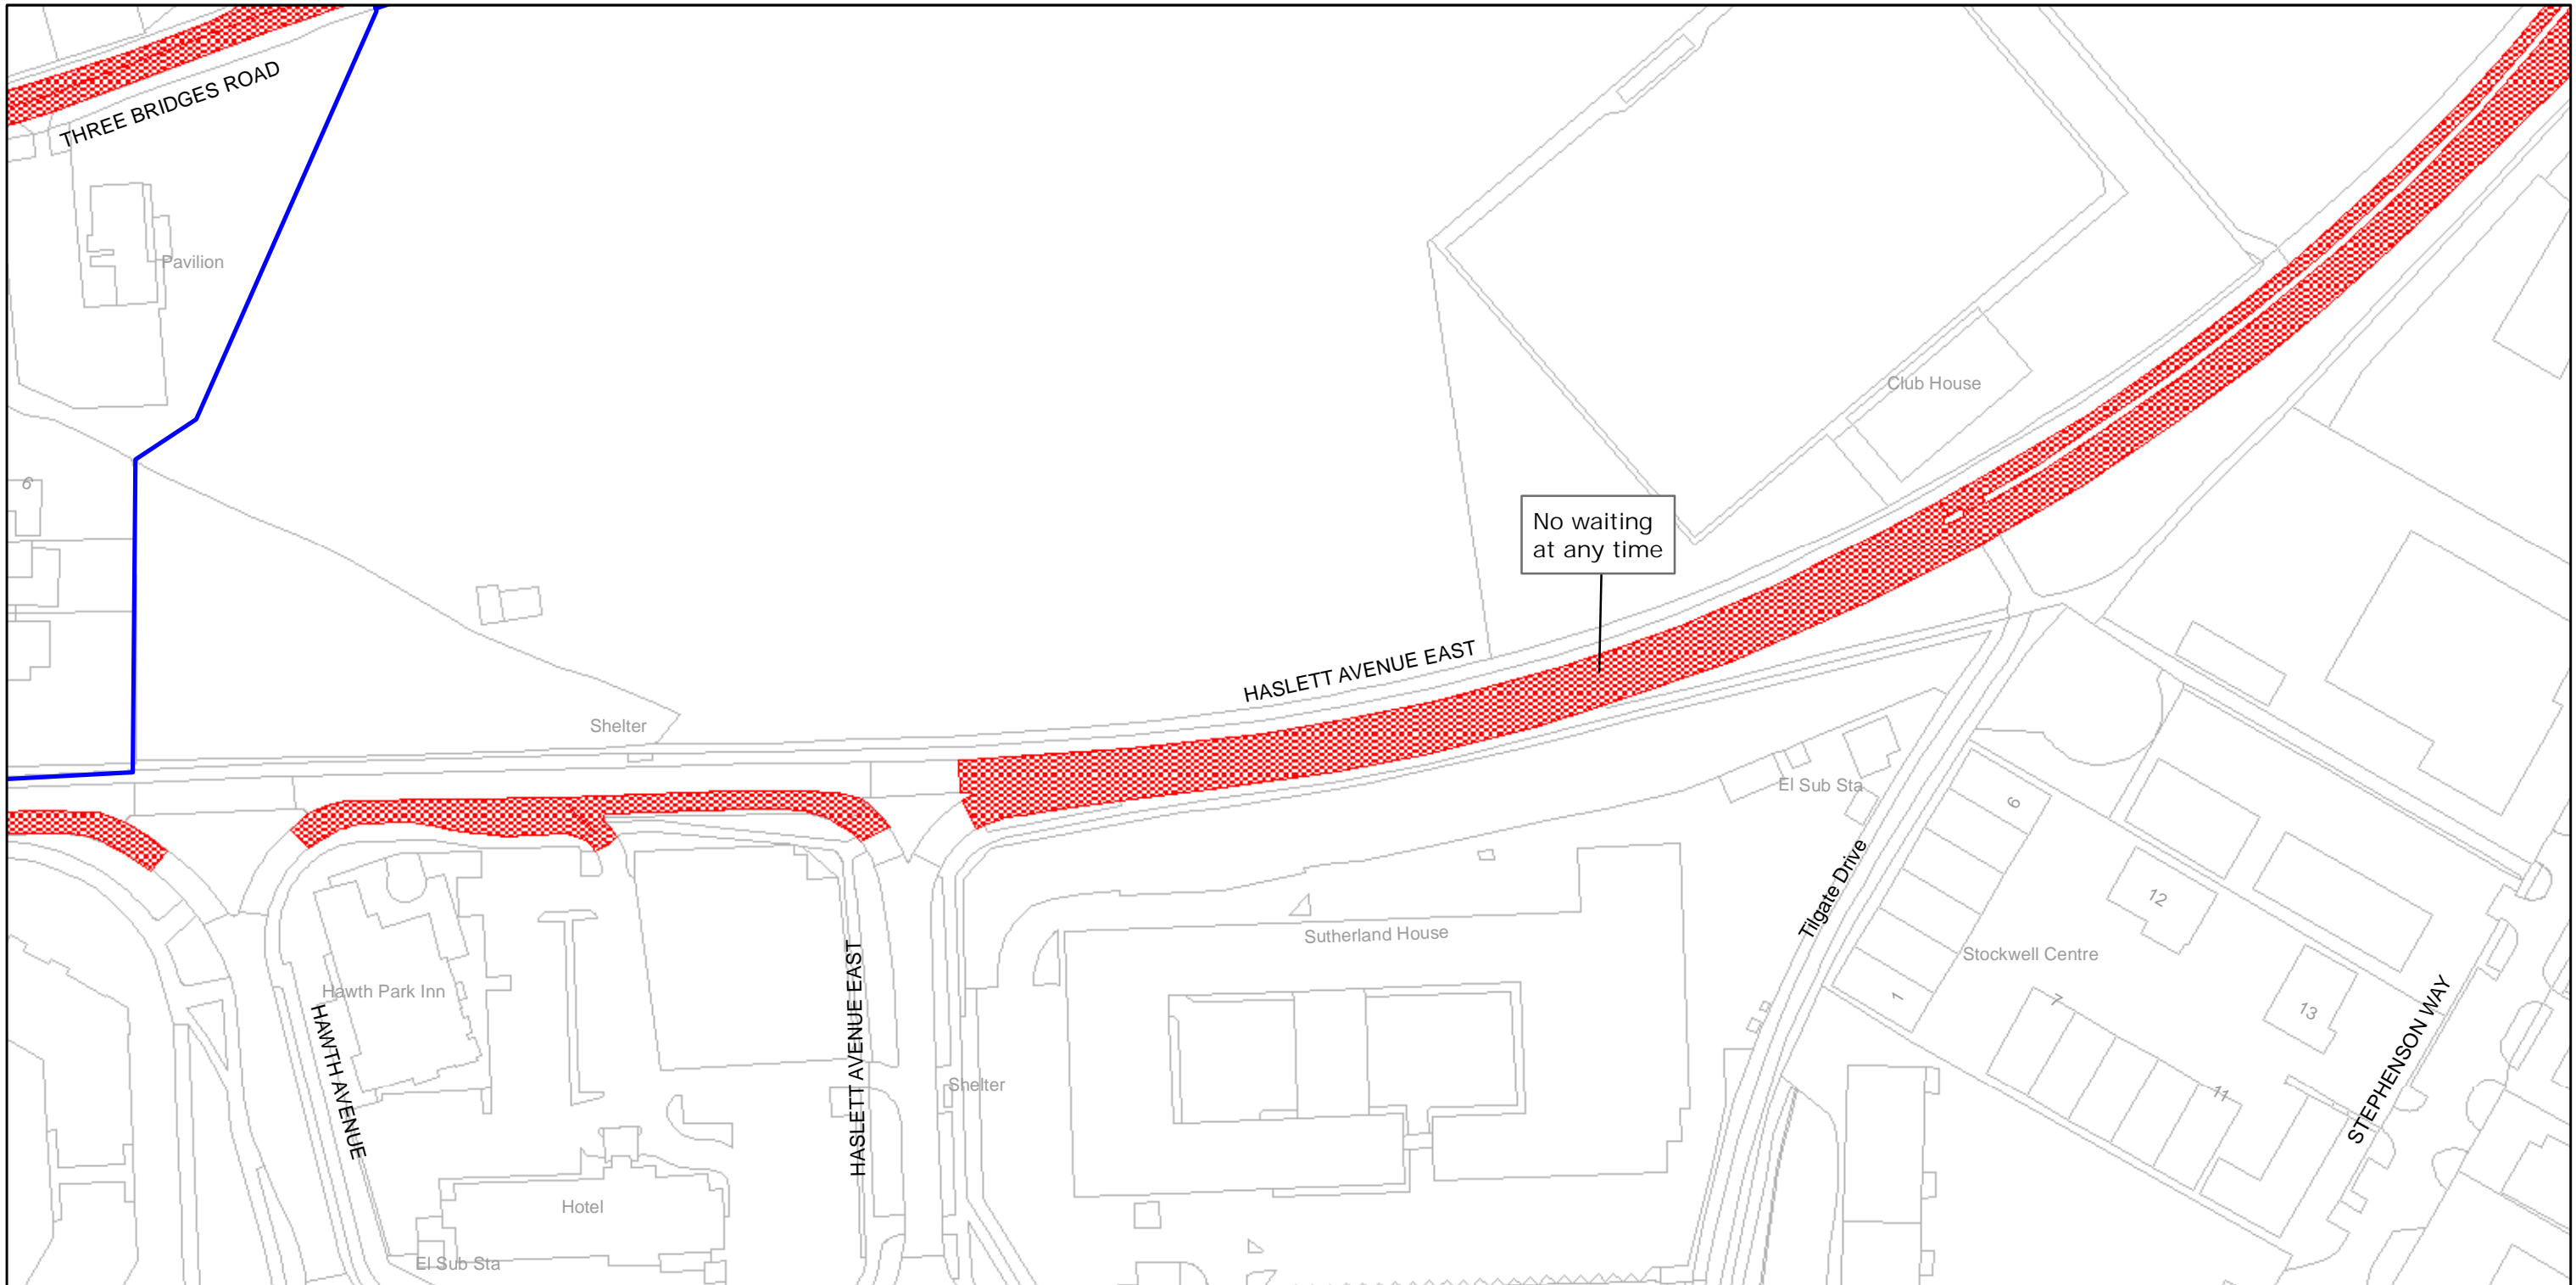 THREE BRIDGES ROAD
Pavilion
Club House
6
No waiting
at any time
HASLETT AVENUE EAST
Shelter
El Sub Sta
6
Tilgate Drive
12
Sutherland House
Stockwell Centre
Hawth Park Inn
1
7
13
HAWTH AVENUE
HASLETT AVENUE EAST
Shelter
11
STEPHENSON WAY
Hotel
El Sub Sta